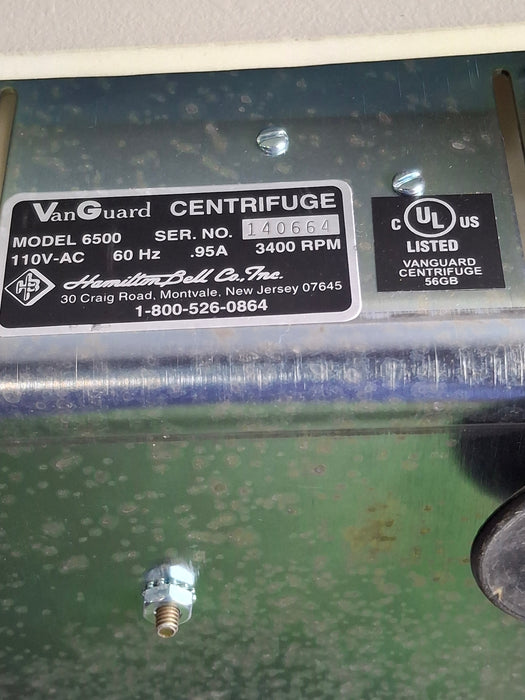 VanGuard CENTRIFUGE
MODEL 6500 SER. NO. 140664
110V-AC 60 Hz .95A 3400 RPM
HB Hamilton Bell Co., Inc.
30 Craig Road, Montvale, New Jersey 07645
1-800-526-0864
C UL US
LISTED
VANGUARD
CENTRIFUGE
56GB